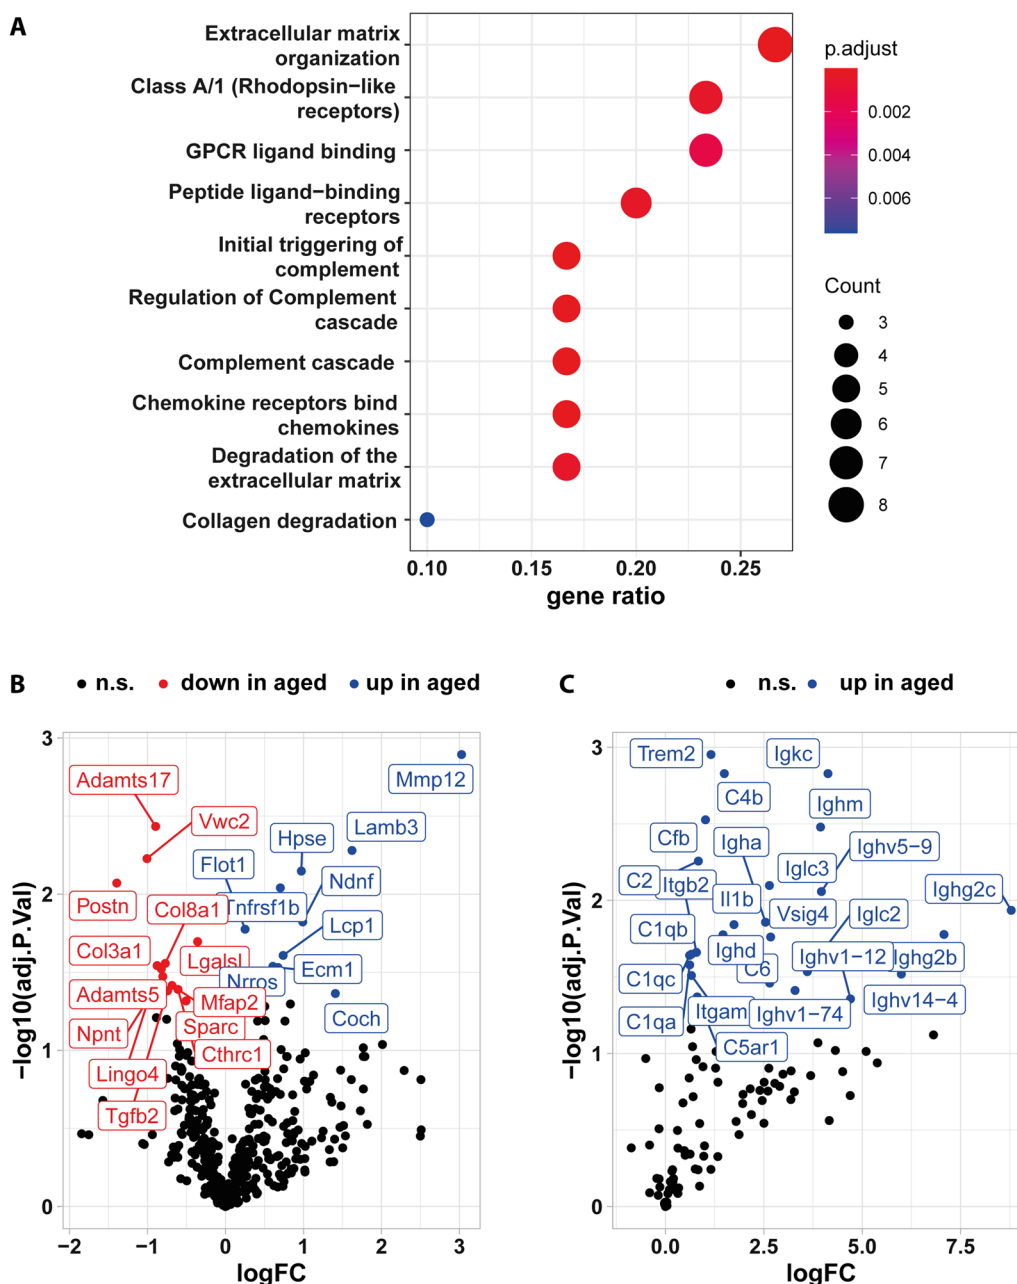 A
Extracellular matrix
organization
Class A/1 (Rhodopsin−like
receptors)
GPCR ligand binding
Peptide ligand−binding
receptors
Initial triggering of
complement
Regulation of Complement
cascade
Complement cascade
Chemokine receptors bind
chemokines
Degradation of the
extracellular matrix
Collagen degradation
0.10 0.15 0.20 0.25
gene ratio
p.adjust
0.002
0.004
0.006
Count
3
4
5
6
7
8
B
n.s. down in aged up in aged
3
2
1
0
−log10(adj.P.Val)
Adamts17
Mmp12
Vwc2
Lamb3
Hpse
Flot1
Ndnf
Postn
Col8a1
Tnfrsf1b
Lcp1
Col3a1
Lgalsl
Ecm1
Nrros
Adamts5
Mfap2
Coch
Npnt
Sparc
Cthrc1
Lingo4
Tgfb2
−2 −1 0 1 2 3
logFC
C
n.s. up in aged
3
2
1
0
−log10(adj.P.Val)
Trem2
Igkc
C4b
Ighm
Cfb
Igha
Ighv5−9
Iglc3
C2
Itgb2
Ighg2c
Il1b
Vsig4
Iglc2
C1qb
Ighd
Ighv1−12
Ighg2b
C6
C1qc
Ighv14−4
Itgam
Ighv1−74
C1qa
C5ar1
0.0 2.5 5.0 7.5
logFC